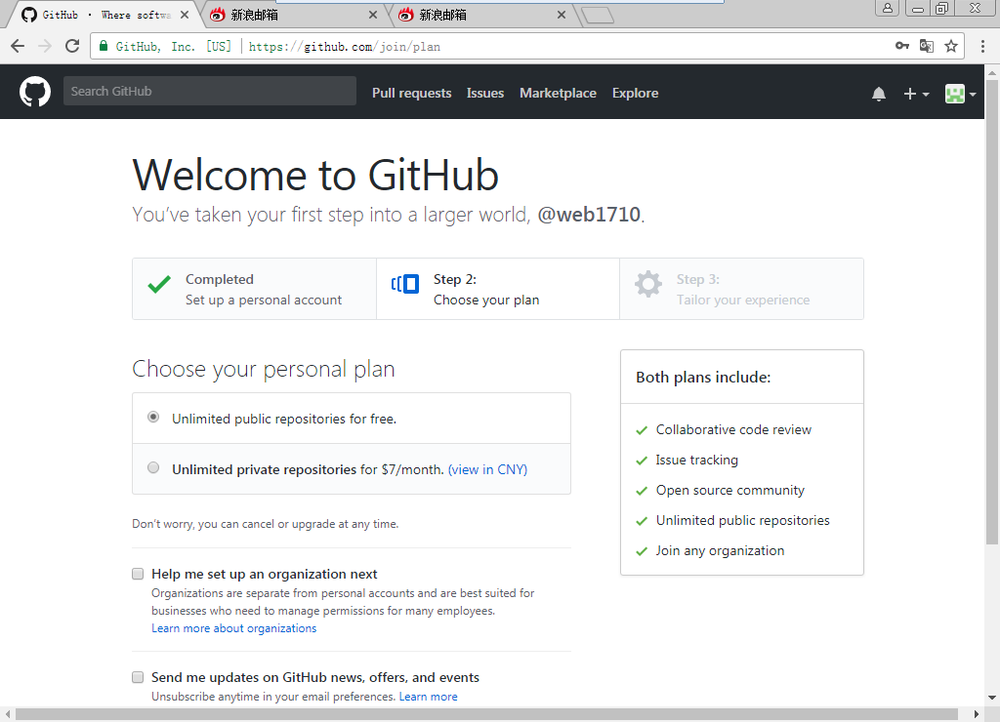 GitHub · Where softwa
新浪邮箱
新浪邮箱
GitHub, Inc. [US] | https://github.com/join/plan
Search GitHub
Pull requests Issues Marketplace Explore
Welcome to GitHub
You’ve taken your first step into a larger world, @web1710.
Completed
Set up a personal account
Step 2:
Choose your plan
Step 3:
Tailor your experience
Choose your personal plan
Unlimited public repositories for free.
Unlimited private repositories for $7/month. (view in CNY)
Don’t worry, you can cancel or upgrade at any time.
Help me set up an organization next
Organizations are separate from personal accounts and are best suited for
businesses who need to manage permissions for many employees.
Learn more about organizations
Send me updates on GitHub news, offers, and events
Unsubscribe anytime in your email preferences. Learn more
Both plans include:
Collaborative code review
Issue tracking
Open source community
Unlimited public repositories
Join any organization